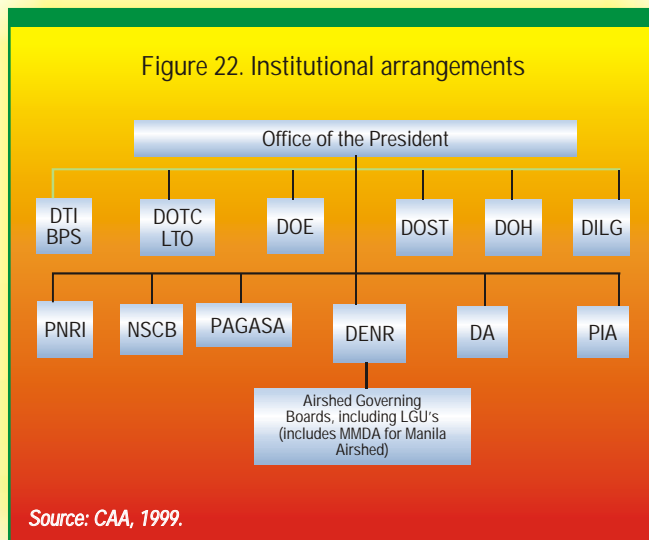 Figure 22. Institutional arrangements
Office of the President
DTI
BPS
DOTC
LTO
DOE
DOST
DOH
DILG
PNRI
NSCB
PAGASA
DENR
DA
PIA
Airshed Governing
Boards, including LGU's
(includes MMDA for Manila
Airshed)
Source: CAA, 1999.